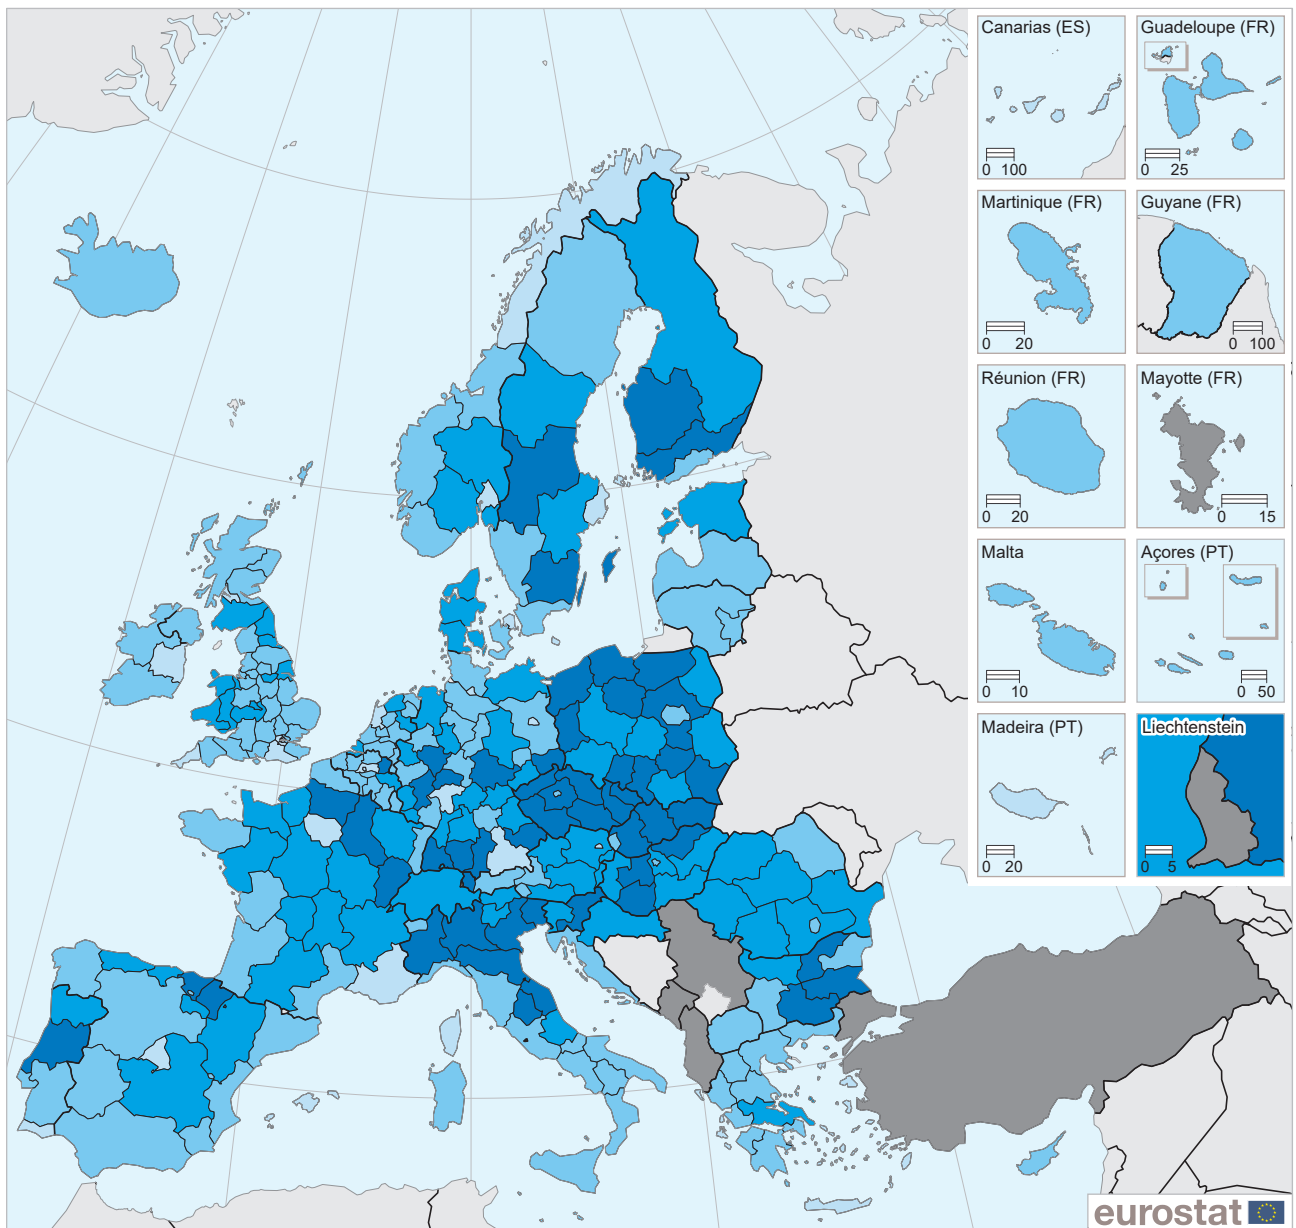 Canarias (ES)
0 100
Guadeloupe (FR)
0 25
Martinique (FR)
0 20
Guyane (FR)
0 100
Réunion (FR)
0 20
Mayotte (FR)
0 15
Malta
0 10
Açores (PT)
0 50
Madeira (PT)
0 20
Liechtenstein
0 5
eurostat